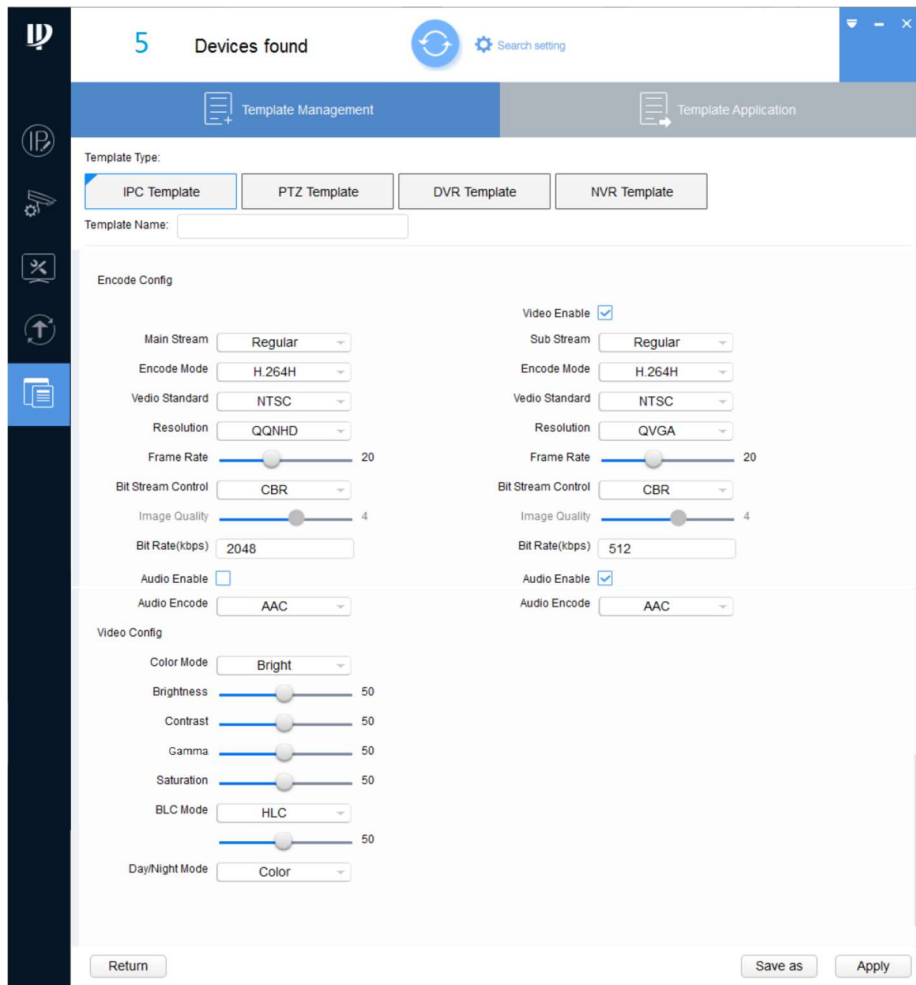 5 Devices found Search setting
Template Management Template Application
Template Type:
IPC Template PTZ Template DVR Template NVR Template
Template Name:
Encode Config
Video Enable
Main Stream Regular Sub Stream Regular
Encode Mode H.264H Encode Mode H.264H
Vedio Standard NTSC Vedio Standard NTSC
Resolution QQNHD Resolution QVGA
Frame Rate 20 Frame Rate 20
Bit Stream Control CBR Bit Stream Control CBR
Image Quality 4 Image Quality 4
Bit Rate(kbps) 2048 Bit Rate(kbps) 512
Audio Enable Audio Enable
Audio Encode AAC Audio Encode AAC
Video Config
Color Mode Bright
Brightness 50
Contrast 50
Gamma 50
Saturation 50
BLC Mode HLC
50
Day/Night Mode Color
Return Save as Apply